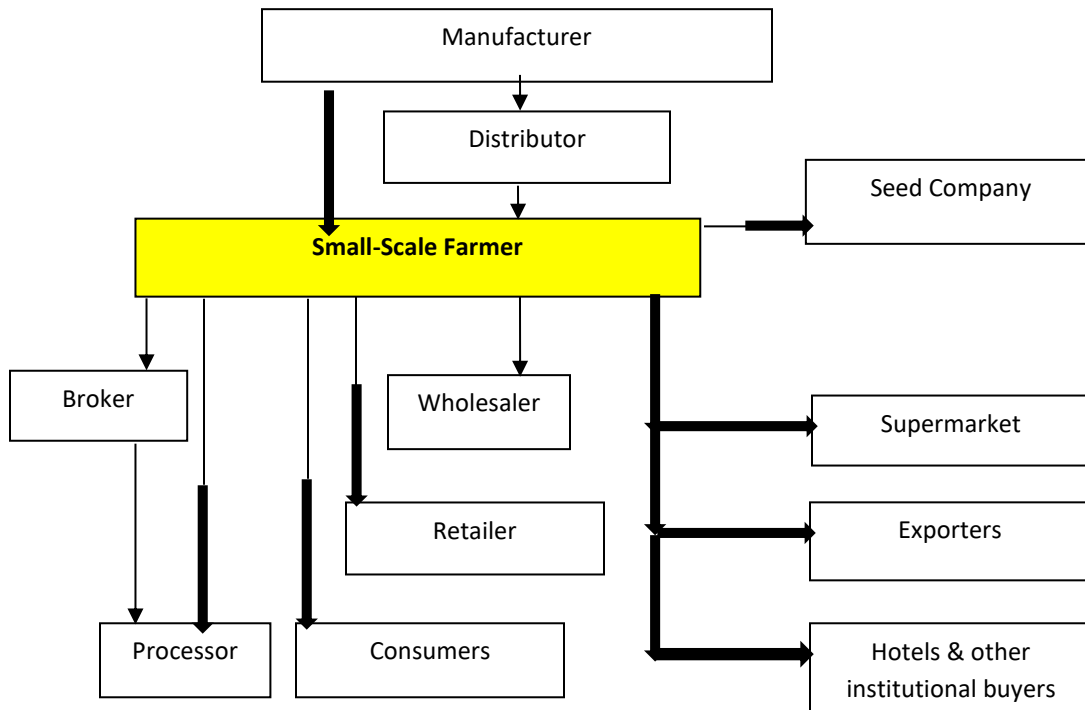 Manufacturer
Distributor
Seed Company
Small-Scale Farmer
Broker
Wholesaler
Supermarket
Retailer
Exporters
Processor
Consumers
Hotels & other
institutional buyers